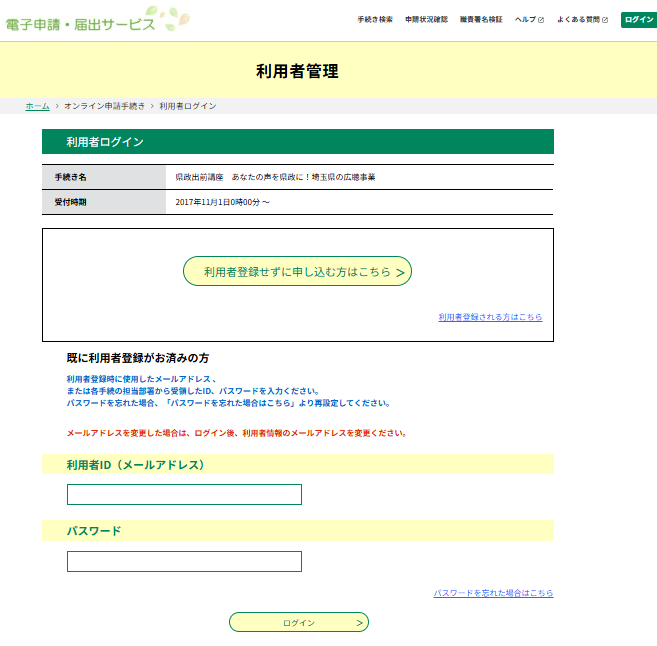 電子申請・届出サービス
手続き検索 申請状況確認 職責署名検証 ヘルプ よくある質問 ログイン
利用者管理
ホーム > オンライン申請手続き > 利用者ログイン
利用者ログイン
手続き名 県政出前講座 あなたの声を県政に！埼玉県の広聴事業
受付時期 2017年11月1日0時00分 ～
利用者登録せずに申し込む方はこちら >
利用者登録される方はこちら
既に利用者登録がお済みの方
利用者登録時に使用したメールアドレス、
または各手続の担当部署から受領したID、パスワードを入力ください。
パスワードを忘れた場合、「パスワードを忘れた場合はこちら」より再設定してください。
メールアドレスを変更した場合は、ログイン後、利用者情報のメールアドレスを変更ください。
利用者ID（メールアドレス）
パスワード
パスワードを忘れた場合はこちら
ログイン >